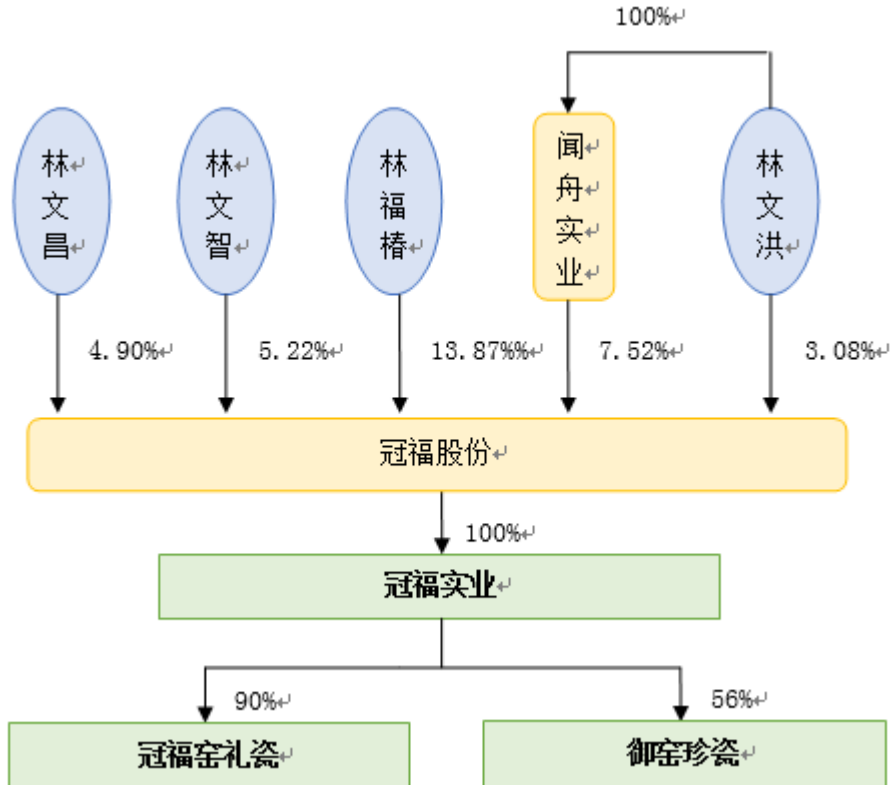 100%
林文昌
林文智
林福椿
闻舟实业
林文洪
4.90%
5.22%
13.87%%
7.52%
3.08%
冠福股份
100%
冠福实业
90%
56%
冠福窑礼瓷
御窑珍瓷